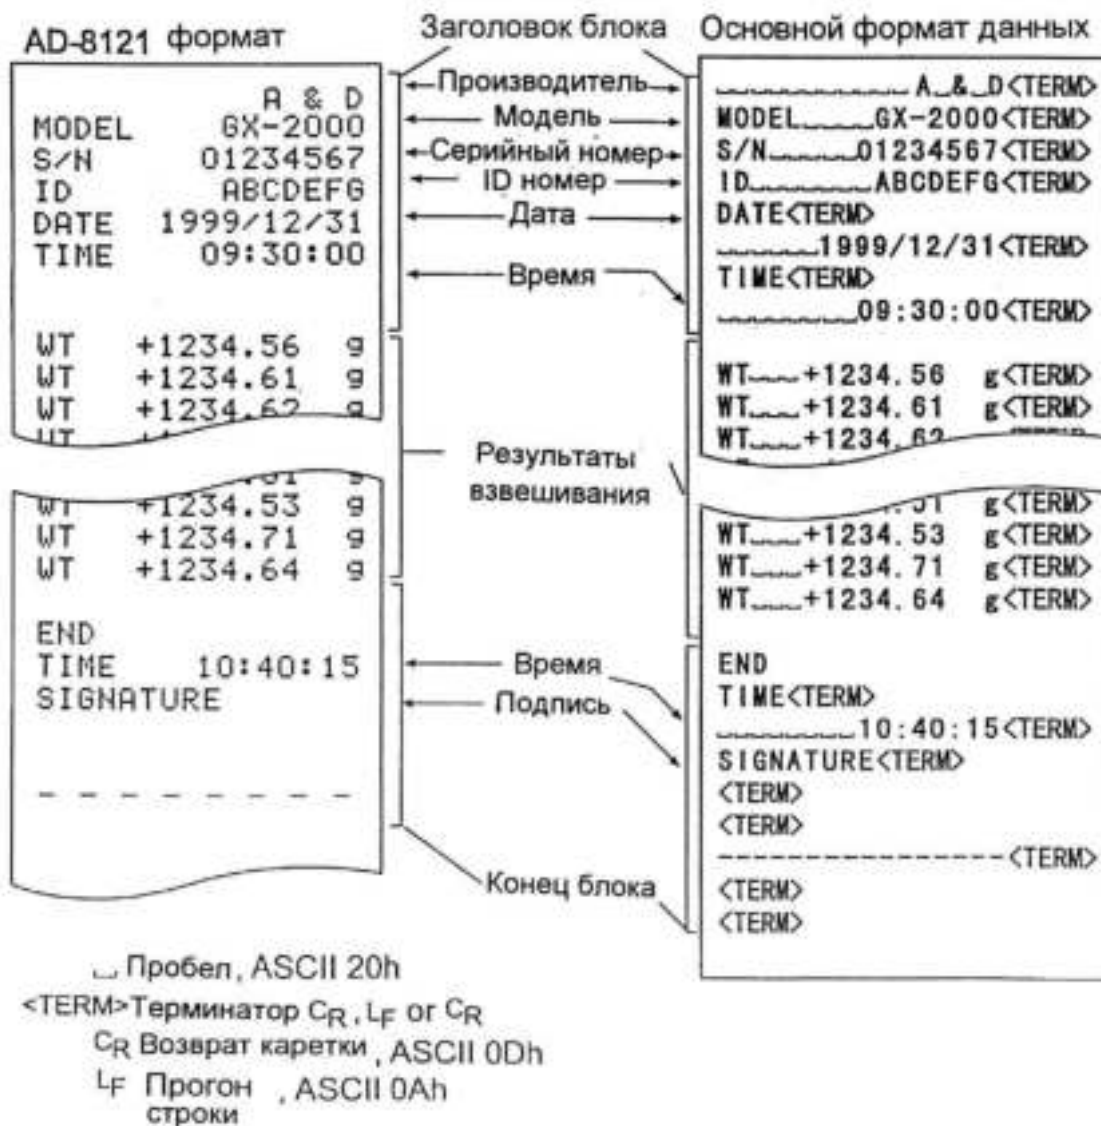 AD-8121 формат
A & D
MODEL GX-2000
S/N 01234567
ID ABCDEFG
DATE 1999/12/31
TIME 09:30:00
WT +1234.56 g
WT +1234.61 g
WT +1234.62 g
WT +1234.53 g
WT +1234.71 g
WT +1234.64 g
END
TIME 10:40:15
SIGNATURE
- - - - - - - - - -
Заголовок блока
Производитель
Модель
Серийный номер
ID номер
Дата
Время
Результаты
взвешивания
Время
Подпись
Конец блока
Основной формат данных
␣␣␣␣␣␣␣␣␣␣␣A␣&␣D<TERM>
MODEL␣␣␣␣GX-2000<TERM>
S/N␣␣␣␣␣01234567<TERM>
ID␣␣␣␣␣␣␣ABCDEFG<TERM>
DATE<TERM>
␣␣␣␣␣␣1999/12/31<TERM>
TIME<TERM>
␣␣␣␣␣␣␣␣09:30:00<TERM>
WT␣␣␣+1234.56 g<TERM>
WT␣␣␣+1234.61 g<TERM>
WT␣␣␣+1234.62
g<TERM>
WT␣␣␣+1234.53 g<TERM>
WT␣␣␣+1234.71 g<TERM>
WT␣␣␣+1234.64 g<TERM>
END
TIME<TERM>
␣␣␣␣␣␣␣␣10:40:15<TERM>
SIGNATURE<TERM>
<TERM>
<TERM>
----------------<TERM>
<TERM>
<TERM>
␣ Пробел, ASCII 20h
<TERM>Терминатор CR, LF or CR
CR Возврат каретки, ASCII 0Dh
LF Прогон , ASCII 0Ah
строки